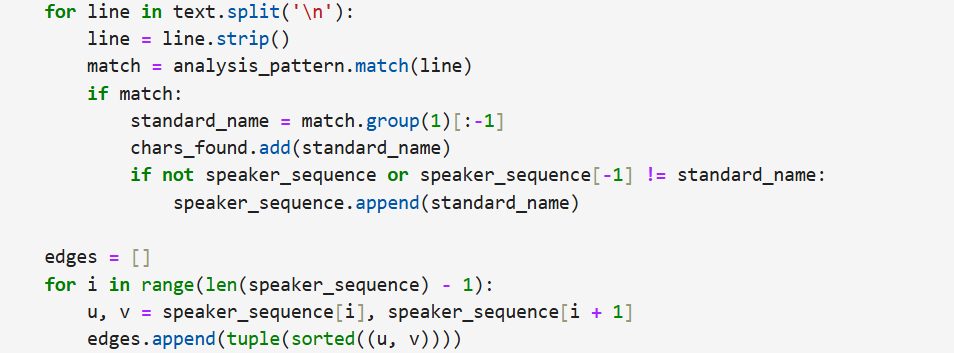 for line in text.split('\n'):
    line = line.strip()
    match = analysis_pattern.match(line)
    if match:
        standard_name = match.group(1)[:-1]
        chars_found.add(standard_name)
        if not speaker_sequence or speaker_sequence[-1] != standard_name:
            speaker_sequence.append(standard_name)

edges = []
for i in range(len(speaker_sequence) - 1):
    u, v = speaker_sequence[i], speaker_sequence[i + 1]
    edges.append(tuple(sorted((u, v))))